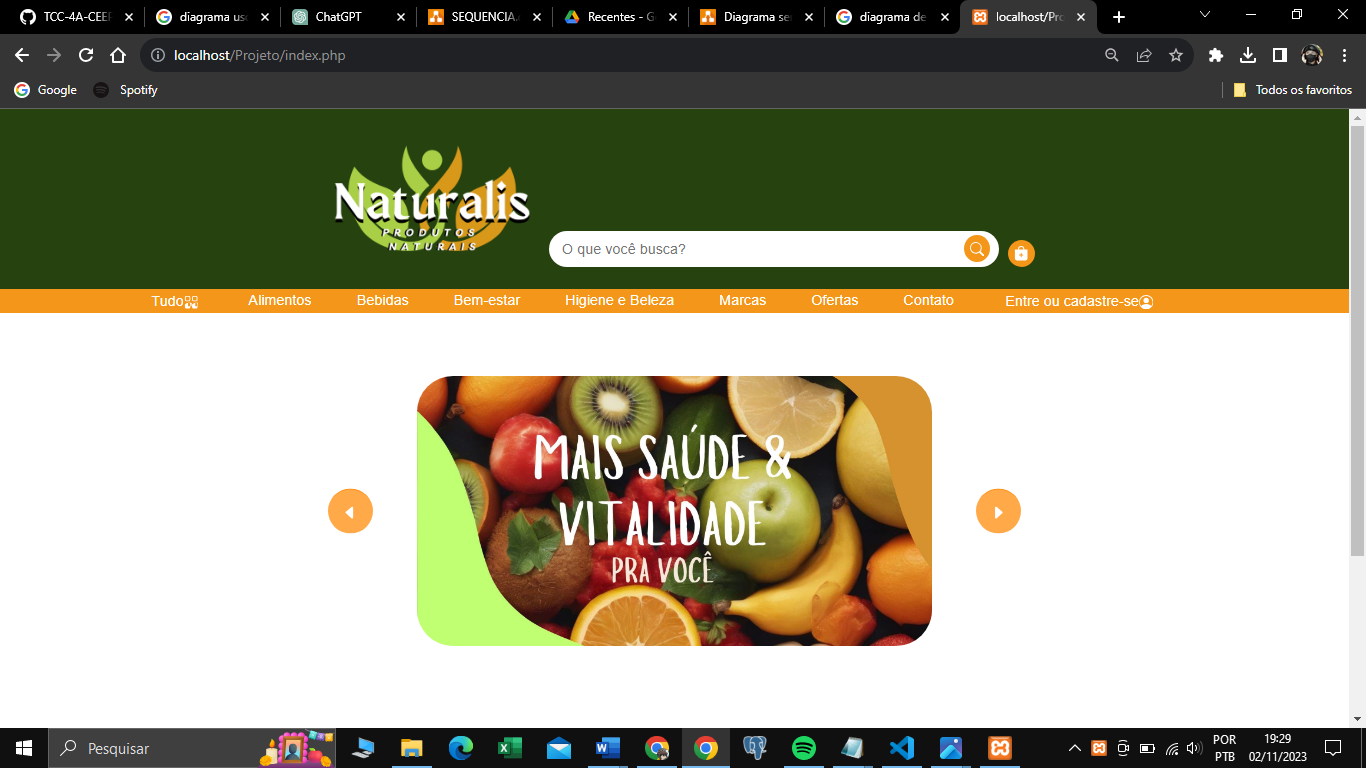 TCC-4A-CEEP
diagrama uso
ChatGPT
SEQUENCIA.
Recentes - G
Diagrama se
diagrama de
localhost/Pro
localhost/Projeto/index.php
Google
Spotify
Todos os favoritos
Naturalis
PRODUTOS
NATURAIS
O que você busca?
Tudo
Alimentos
Bebidas
Bem-estar
Higiene e Beleza
Marcas
Ofertas
Contato
Entre ou cadastre-se
MAIS SAÚDE &
VITALIDADE
PRA VOCÊ
Pesquisar
POR
PTB
19:29
02/11/2023